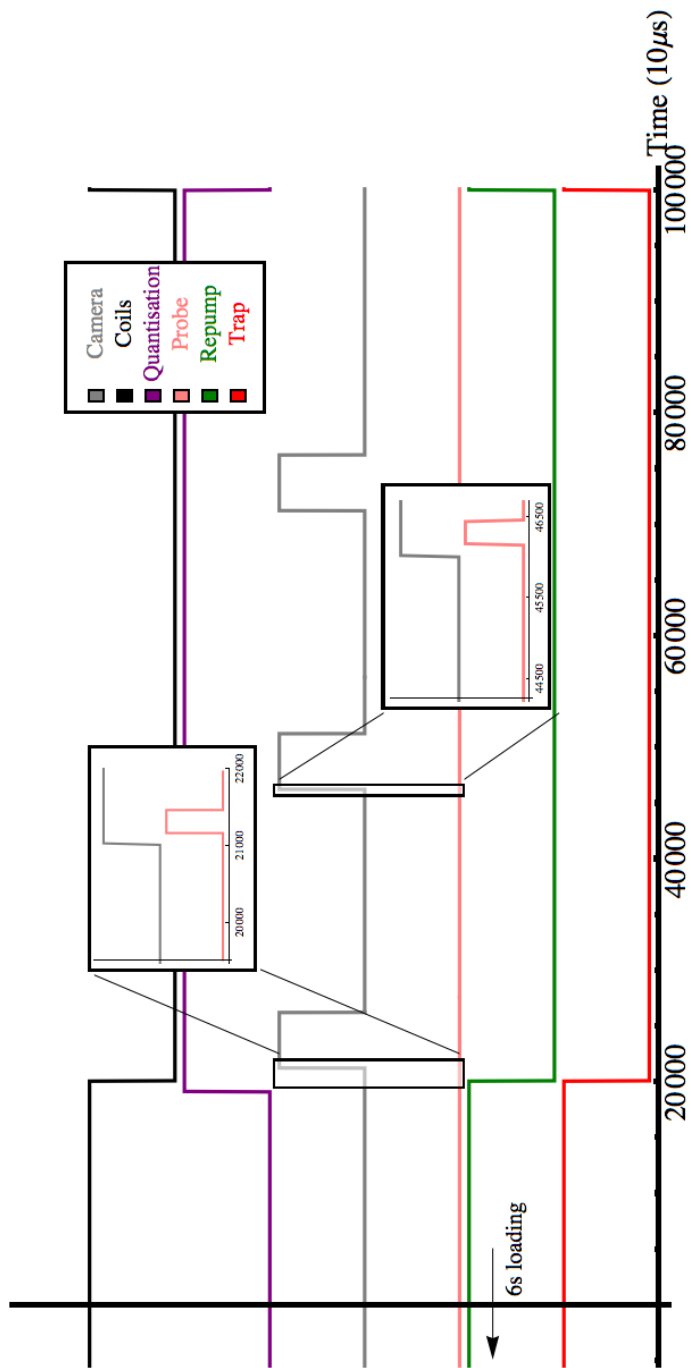 Camera
Coils
Quantisation
Probe
Repump
Trap
20000
21000
22000
44500
45500
46500
6s loading
20000
40000
60000
80000
100000
Time (10μs)